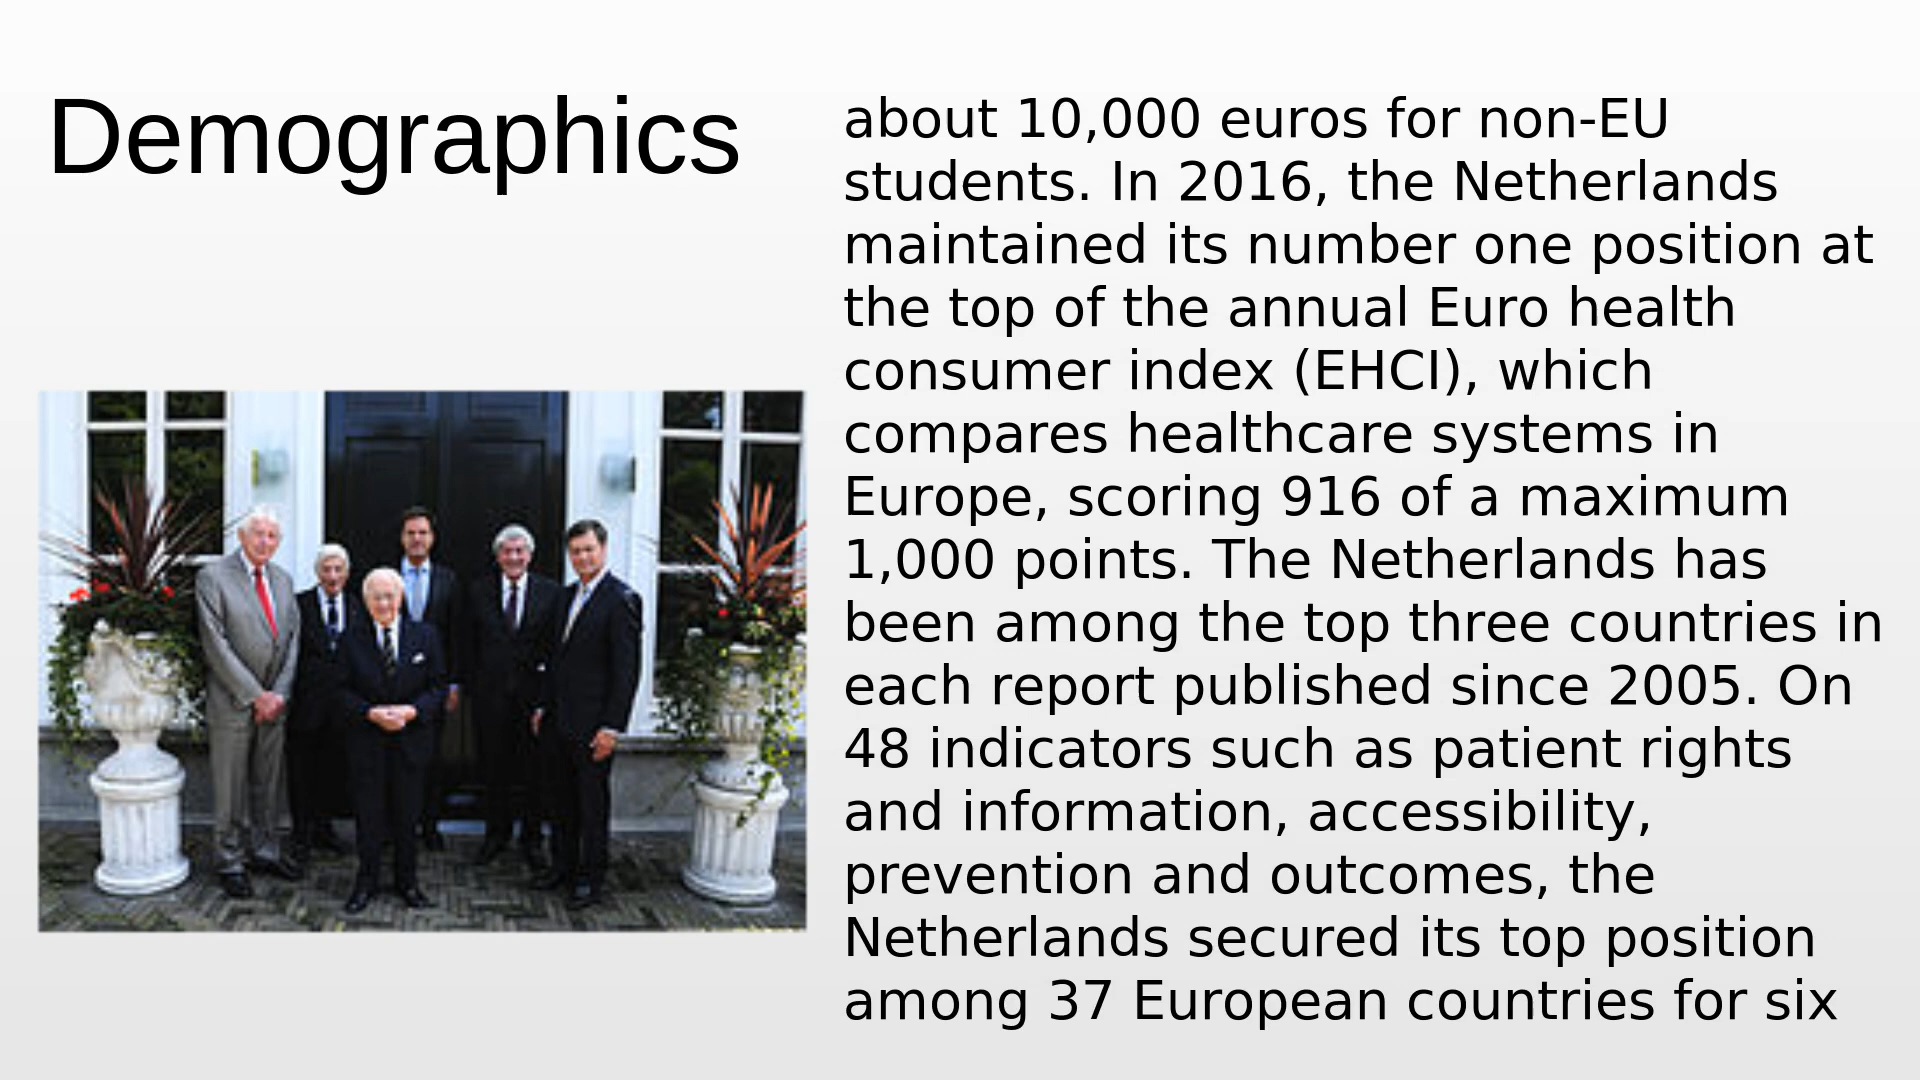 Demographics
about 10,000 euros for non-EU
students. In 2016, the Netherlands
maintained its number one position at
the top of the annual Euro health
consumer index (EHCI), which
compares healthcare systems in
Europe, scoring 916 of a maximum
1,000 points. The Netherlands has
been among the top three countries in
each report published since 2005. On
48 indicators such as patient rights
and information, accessibility,
prevention and outcomes, the
Netherlands secured its top position
among 37 European countries for six